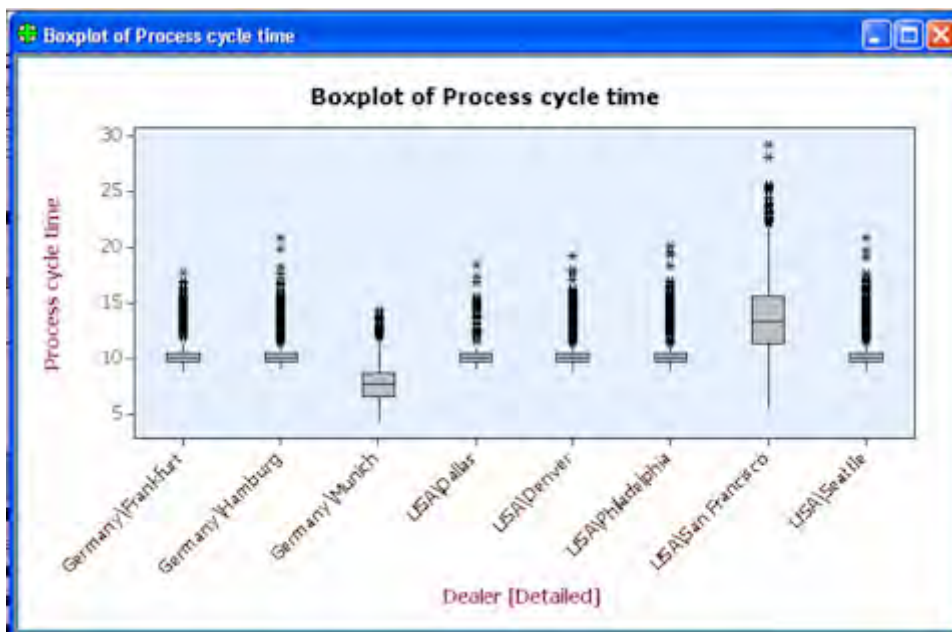 Boxplot of Process cycle time
Boxplot of Process cycle time
Process cycle time
30
25
20
15
10
5
Germany\Frankfurt
Germany\Hamburg
Germany\Munich
USA\Dallas
USA\Denver
USA\Philadelphia
USA\San Francisco
USA\Seattle
Dealer [Detailed]